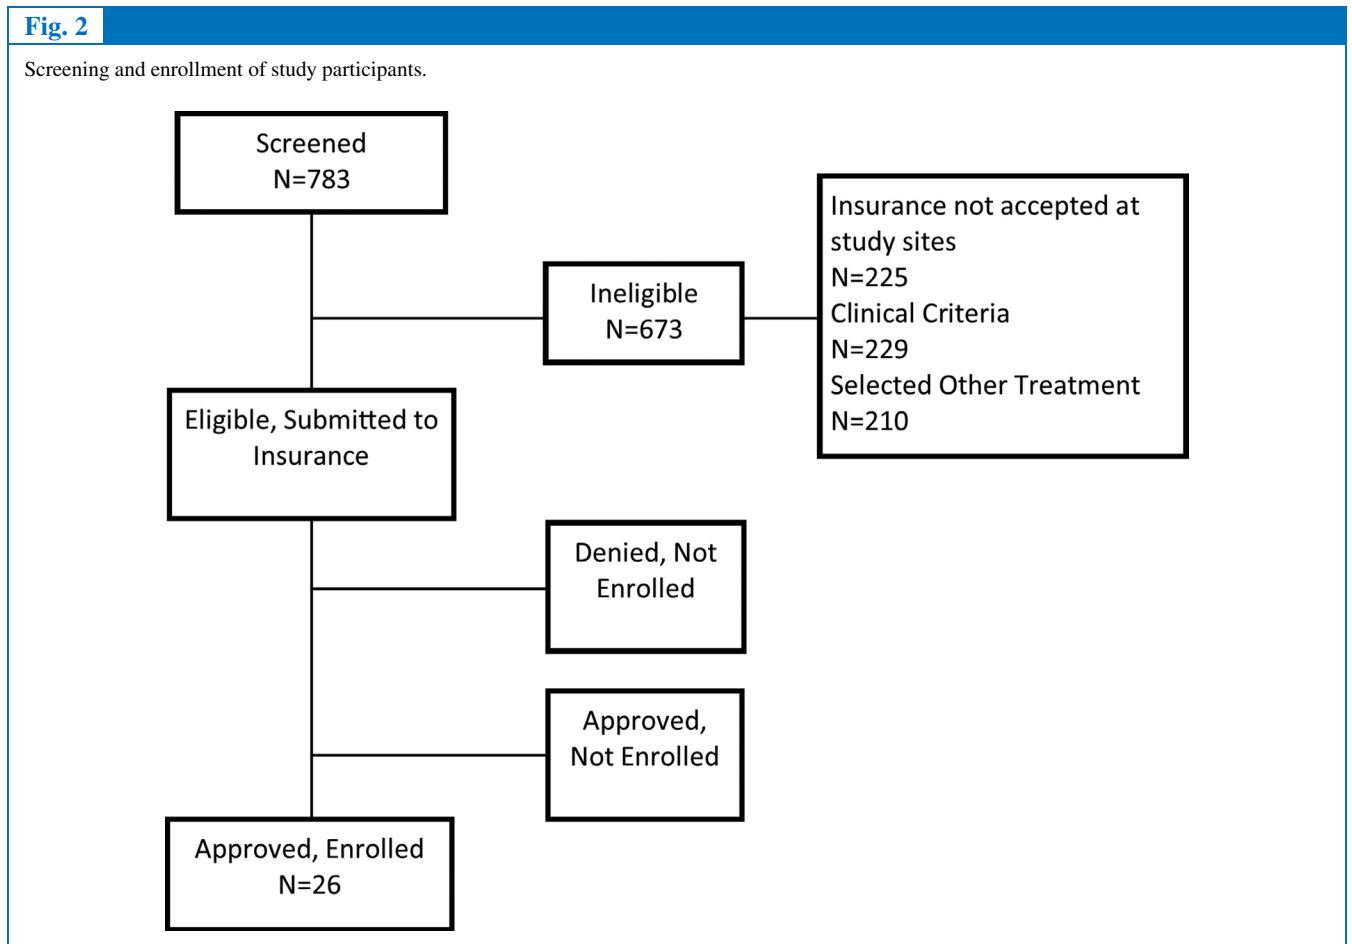 Fig. 2
Screening and enrollment of study participants.
Screened
N=783
Insurance not accepted at
study sites
N=225
Clinical Criteria
N=229
Selected Other Treatment
N=210
Ineligible
N=673
Eligible, Submitted to
Insurance
Denied, Not
Enrolled
Approved,
Not Enrolled
Approved, Enrolled
N=26